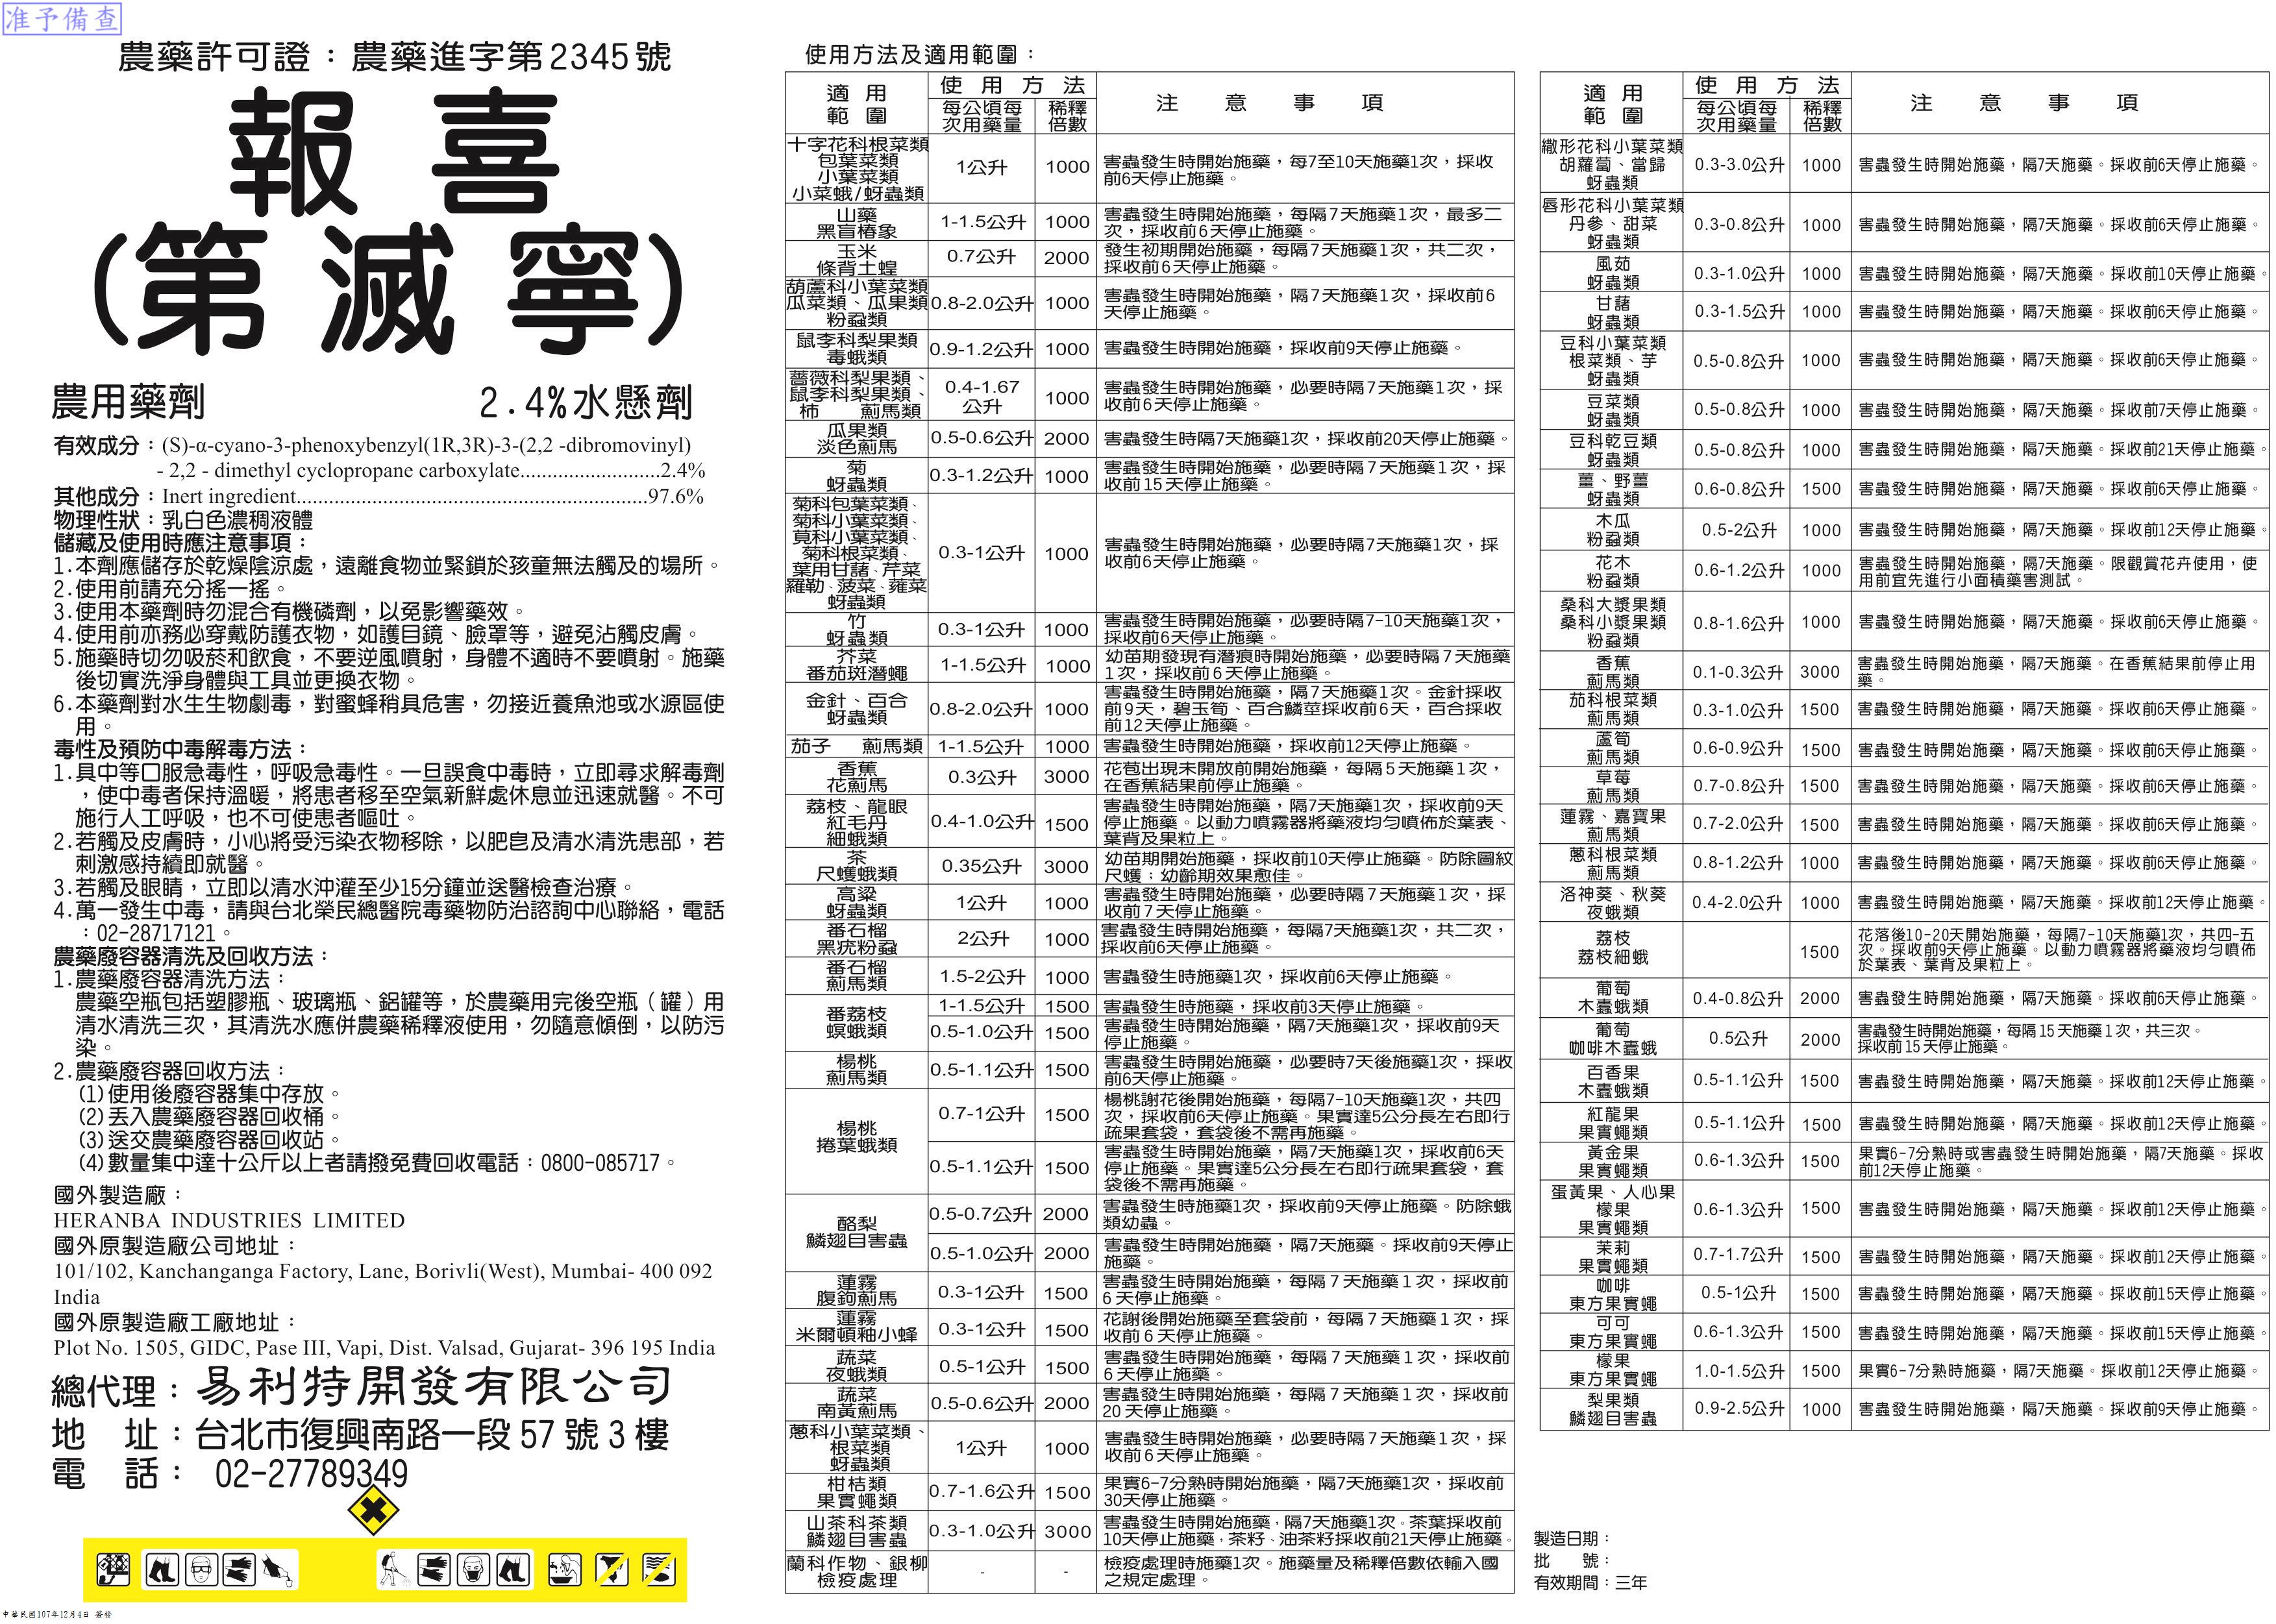 准予備查
農藥許可證：農藥進字第2345號
報喜
(第滅寧)
農用藥劑 2.4%水懸劑
有效成分：(S)-α-cyano-3-phenoxybenzyl(1R,3R)-3-(2,2 -dibromovinyl)
- 2,2 - dimethyl cyclopropane carboxylate..........................2.4%
其他成分：Inert ingredient.................................................................97.6%
物理性狀：乳白色濃稠液體
儲藏及使用時應注意事項：
1.本劑應儲存於乾燥陰涼處，遠離食物並緊鎖於孩童無法觸及的場所。
2.使用前請充分搖一搖。
3.使用本藥劑時勿混合有機磷劑，以免影響藥效。
4.使用前亦務必穿戴防護衣物，如護目鏡、臉罩等，避免沾觸皮膚。
5.施藥時切勿吸菸和飲食，不要逆風噴射，身體不適時不要噴射。施藥
後切實洗淨身體與工具並更換衣物。
6.本藥劑對水生生物劇毒，對蜜蜂稍具危害，勿接近養魚池或水源區使
用。
毒性及預防中毒解毒方法：
1.具中等口服急毒性，呼吸急毒性。一旦誤食中毒時，立即尋求解毒劑
，使中毒者保持溫暖，將患者移至空氣新鮮處休息並迅速就醫。不可
施行人工呼吸，也不可使患者嘔吐。
2.若觸及皮膚時，小心將受污染衣物移除，以肥皂及清水清洗患部，若
刺激感持續即就醫。
3.若觸及眼睛，立即以清水沖灌至少15分鐘並送醫檢查治療。
4.萬一發生中毒，請與台北榮民總醫院毒藥物防治諮詢中心聯絡，電話
：02-28717121。
農藥廢容器清洗及回收方法：
1.農藥廢容器清洗方法：
農藥空瓶包括塑膠瓶、玻璃瓶、鋁罐等，於農藥用完後空瓶（罐）用
清水清洗三次，其清洗水應併農藥稀釋液使用，勿隨意傾倒，以防污
染。
2.農藥廢容器回收方法：
(1)使用後廢容器集中存放。
(2)丟入農藥廢容器回收桶。
(3)送交農藥廢容器回收站。
(4)數量集中達十公斤以上者請撥免費回收電話：0800-085717。
國外製造廠：
HERANBA INDUSTRIES LIMITED
國外原製造廠公司地址：
101/102, Kanchanganga Factory, Lane, Borivli(West), Mumbai- 400 092
India
國外原製造廠工廠地址：
Plot No. 1505, GIDC, Pase III, Vapi, Dist. Valsad, Gujarat- 396 195 India
總代理：易利特開發有限公司
地　址：台北市復興南路一段57號3樓
電　話： 02-27789349
中華民國107年12月4日 簽發
使用方法及適用範圍：
適用 使用方法 注意事項
範圍 每公頃每 稀釋
次用藥量 倍數
十字花科根菜類
包葉菜類
小葉菜類
小菜蛾/蚜蟲類
1公升 1000 害蟲發生時開始施藥，每7至10天施藥1次，採收
前6天停止施藥。
山藥
黑盲椿象
1-1.5公升 1000 害蟲發生時開始施藥，每隔7天施藥1次，最多二
次，採收前6天停止施藥。
玉米
條背土蝗
0.7公升 2000 發生初期開始施藥，每隔7天施藥1次，共二次，
採收前6天停止施藥。
葫蘆科小葉菜類
瓜菜類、瓜果類
粉蝨類
0.8-2.0公升 1000 害蟲發生時開始施藥，隔7天施藥1次，採收前6
天停止施藥。
鼠李科梨果類
毒蛾類
0.9-1.2公升 1000 害蟲發生時開始施藥，採收前9天停止施藥。
薔薇科梨果類、
鼠李科梨果類、
柿　薊馬類
0.4-1.67
公升
1000 害蟲發生時開始施藥，必要時隔7天施藥1次，採
收前6天停止施藥。
瓜果類
淡色薊馬
0.5-0.6公升 2000 害蟲發生時隔7天施藥1次，採收前20天停止施藥。
菊
蚜蟲類
0.3-1.2公升 1000 害蟲發生時開始施藥，必要時隔7天施藥1次，採
收前15天停止施藥。
菊科包葉菜類、
菊科小葉菜類、
莧科小葉菜類、
菊科根菜類、
葉用甘藷、芹菜
羅勒、菠菜、蕹菜
蚜蟲類
0.3-1公升 1000 害蟲發生時開始施藥，必要時隔7天施藥1次，採
收前6天停止施藥。
竹
蚜蟲類
0.3-1公升 1000 害蟲發生時開始施藥，必要時隔7-10天施藥1次，
採收前6天停止施藥。
芥菜
番茄斑潛蠅
1-1.5公升 1000 幼苗期發現有潛痕時開始施藥，必要時隔7天施藥
1次，採收前6天停止施藥。
金針、百合
蚜蟲類
0.8-2.0公升 1000 害蟲發生時開始施藥，隔7天施藥1次。金針採收
前9天，碧玉筍、百合鱗莖採收前6天，百合採收
前12天停止施藥。
茄子　薊馬類 1-1.5公升 1000 害蟲發生時開始施藥，採收前12天停止施藥。
香蕉
花薊馬
0.3公升 3000 花苞出現未開放前開始施藥，每隔5天施藥1次，
在香蕉結果前停止施藥。
荔枝、龍眼
紅毛丹
細蛾類
0.4-1.0公升 1500 害蟲發生時開始施藥，隔7天施藥1次，採收前9天
停止施藥。以動力噴霧器將藥液均勻噴佈於葉表、
葉背及果粒上。
茶
尺蠖蛾類
0.35公升 3000 幼苗期開始施藥，採收前10天停止施藥。防除圖紋
尺蠖：幼齡期效果愈佳。
高粱
蚜蟲類
1公升 1000 害蟲發生時開始施藥，必要時隔7天施藥1次，採
收前7天停止施藥。
番石榴
黑疣粉蝨
2公升 1000 害蟲發生時開始施藥，每隔7天施藥1次，共二次，
採收前6天停止施藥。
番石榴
薊馬類
1.5-2公升 1000 害蟲發生時施藥1次，採收前6天停止施藥。
番荔枝
螟蛾類
1-1.5公升 1500 害蟲發生時施藥，採收前3天停止施藥。
0.5-1.0公升 1500 害蟲發生時開始施藥，隔7天施藥1次，採收前9天
停止施藥。
楊桃
薊馬類
0.5-1.1公升 1500 害蟲發生時開始施藥，必要時7天後施藥1次，採收
前6天停止施藥。
楊桃
捲葉蛾類
0.7-1公升 1500 楊桃謝花後開始施藥，每隔7-10天施藥1次，共四
次，採收前6天停止施藥。果實達5公分長左右即行
疏果套袋，套袋後不需再施藥。
0.5-1.1公升 1500 害蟲發生時開始施藥，隔7天施藥1次，採收前6天
停止施藥。果實達5公分長左右即行疏果套袋，套
袋後不需再施藥。
酪梨
鱗翅目害蟲
0.5-0.7公升 2000 害蟲發生時施藥1次，採收前9天停止施藥。防除蛾
類幼蟲。
0.5-1.0公升 2000 害蟲發生時開始施藥，隔7天施藥。採收前9天停止
施藥。
蓮霧
腹鉤薊馬
0.3-1公升 1500 害蟲發生時開始施藥，每隔7天施藥1次，採收前
6天停止施藥。
蓮霧
米爾頓釉小蜂
0.3-1公升 1500 花謝後開始施藥至套袋前，每隔7天施藥1次，採
收前6天停止施藥。
蔬菜
夜蛾類
0.5-1公升 1500 害蟲發生時開始施藥，每隔7天施藥1次，採收前
6天停止施藥。
蔬菜
南黃薊馬
0.5-0.6公升 2000 害蟲發生時開始施藥，每隔7天施藥1次，採收前
20天停止施藥。
蔥科小葉菜類、
根菜類
蚜蟲類
1公升 1000 害蟲發生時開始施藥，必要時隔7天施藥1次，採
收前6天停止施藥。
柑桔類
果實蠅類
0.7-1.6公升 1500 果實6-7分熟時開始施藥，隔7天施藥1次，採收前
30天停止施藥。
山茶科茶類
鱗翅目害蟲
0.3-1.0公升 3000 害蟲發生時開始施藥，隔7天施藥1次。茶葉採收前
10天停止施藥，茶籽、油茶籽採收前21天停止施藥。
蘭科作物、銀柳
檢疫處理
- - 檢疫處理時施藥1次。施藥量及稀釋倍數依輸入國
之規定處理。
適用 使用方法 注意事項
範圍 每公頃每 稀釋
次用藥量 倍數
繖形花科小葉菜類
胡蘿蔔、當歸
蚜蟲類
0.3-3.0公升 1000 害蟲發生時開始施藥，隔7天施藥。採收前6天停止施藥。
唇形花科小葉菜類
丹參、甜菜
蚜蟲類
0.3-0.8公升 1000 害蟲發生時開始施藥，隔7天施藥。採收前6天停止施藥。
風茹
蚜蟲類
0.3-1.0公升 1000 害蟲發生時開始施藥，隔7天施藥。採收前10天停止施藥。
甘藷
蚜蟲類
0.3-1.5公升 1000 害蟲發生時開始施藥，隔7天施藥。採收前6天停止施藥。
豆科小葉菜類
根菜類、芋
蚜蟲類
0.5-0.8公升 1000 害蟲發生時開始施藥，隔7天施藥。採收前6天停止施藥。
豆菜類
蚜蟲類
0.5-0.8公升 1000 害蟲發生時開始施藥，隔7天施藥。採收前7天停止施藥。
豆科乾豆類
蚜蟲類
0.5-0.8公升 1000 害蟲發生時開始施藥，隔7天施藥。採收前21天停止施藥。
薑、野薑
蚜蟲類
0.6-0.8公升 1500 害蟲發生時開始施藥，隔7天施藥。採收前6天停止施藥。
木瓜
粉蝨類
0.5-2公升 1000 害蟲發生時開始施藥，隔7天施藥。採收前12天停止施藥。
花木
粉蝨類
0.6-1.2公升 1000 害蟲發生時開始施藥，隔7天施藥。限觀賞花卉使用，使
用前宜先進行小面積藥害測試。
桑科大漿果類
桑科小漿果類
粉蝨類
0.8-1.6公升 1000 害蟲發生時開始施藥，隔7天施藥。採收前6天停止施藥。
香蕉
薊馬類
0.1-0.3公升 3000 害蟲發生時開始施藥，隔7天施藥。在香蕉結果前停止用
藥。
茄科根菜類
薊馬類
0.3-1.0公升 1500 害蟲發生時開始施藥，隔7天施藥。採收前6天停止施藥。
蘆筍
薊馬類
0.6-0.9公升 1500 害蟲發生時開始施藥，隔7天施藥。採收前6天停止施藥。
草莓
薊馬類
0.7-0.8公升 1500 害蟲發生時開始施藥，隔7天施藥。採收前6天停止施藥。
蓮霧、嘉寶果
薊馬類
0.7-2.0公升 1500 害蟲發生時開始施藥，隔7天施藥。採收前6天停止施藥。
蔥科根菜類
薊馬類
0.8-1.2公升 1000 害蟲發生時開始施藥，隔7天施藥。採收前6天停止施藥。
洛神葵、秋葵
夜蛾類
0.4-2.0公升 1000 害蟲發生時開始施藥，隔7天施藥。採收前12天停止施藥。
荔枝
荔枝細蛾
1500 花落後10-20天開始施藥，每隔7-10天施藥1次，共四-五
次。採收前9天停止施藥。以動力噴霧器將藥液均勻噴佈
於葉表、葉背及果粒上。
葡萄
木蠹蛾類
0.4-0.8公升 2000 害蟲發生時開始施藥，隔7天施藥。採收前6天停止施藥。
葡萄
咖啡木蠹蛾
0.5公升 2000 害蟲發生時開始施藥，每隔15天施藥1次，共三次。
採收前15天停止施藥。
百香果
木蠹蛾類
0.5-1.1公升 1500 害蟲發生時開始施藥，隔7天施藥。採收前12天停止施藥。
紅龍果
果實蠅類
0.5-1.1公升 1500 害蟲發生時開始施藥，隔7天施藥。採收前12天停止施藥。
黃金果
果實蠅類
0.6-1.3公升 1500 果實6-7分熟時或害蟲發生時開始施藥，隔7天施藥。採收
前12天停止施藥。
蛋黃果、人心果
檬果
果實蠅類
0.6-1.3公升 1500 害蟲發生時開始施藥，隔7天施藥。採收前12天停止施藥。
茉莉
果實蠅類
0.7-1.7公升 1500 害蟲發生時開始施藥，隔7天施藥。採收前12天停止施藥。
咖啡
東方果實蠅
0.5-1公升 1500 害蟲發生時開始施藥，隔7天施藥。採收前15天停止施藥。
可可
東方果實蠅
0.6-1.3公升 1500 害蟲發生時開始施藥，隔7天施藥。採收前15天停止施藥。
檬果
東方果實蠅
1.0-1.5公升 1500 果實6-7分熟時施藥，隔7天施藥。採收前12天停止施藥。
梨果類
鱗翅目害蟲
0.9-2.5公升 1000 害蟲發生時開始施藥，隔7天施藥。採收前9天停止施藥。
製造日期：
批　號：
有效期間：三年